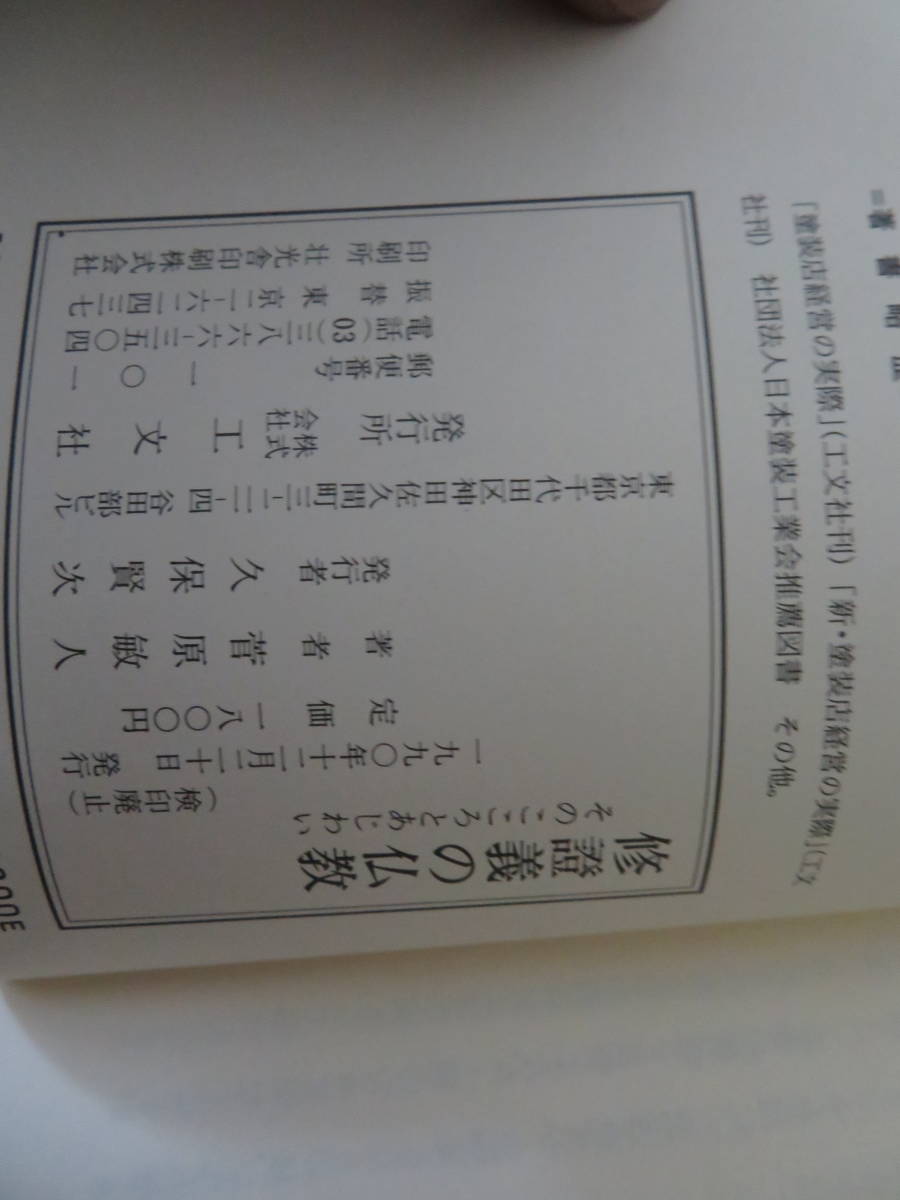 ＝著書略歴
「塗装店経営の実際」（工文社刊）「新・塗装店経営の実際」（工文
社刊）　社団法人日本塗装工業会推薦図書　その他。
修證義の仏教
そのこころとあじわい
（検印廃止）
一九九〇年十二月二十日　発行
定価　一八〇〇円
著者　菅原敏人
発行者　久保賢次
東京都千代田区神田佐久間町三-二一-四　谷田部ビル
発行所　株式会社　工文社
郵便番号　一〇一
電話(03)三八六六-三五〇四
振替　東京
印刷所　社光舎印刷株式会社